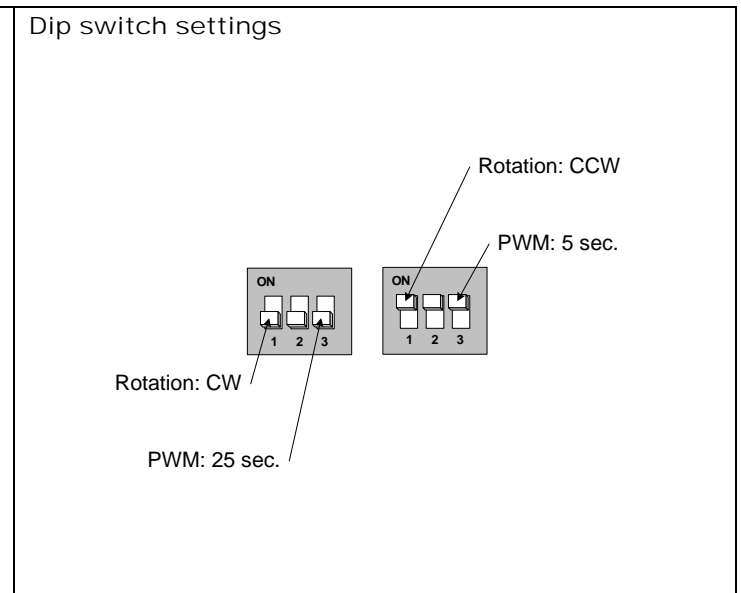 Dip switch settings
Rotation: CCW
PWM: 5 sec.
ON
1 2 3
ON
1 2 3
Rotation: CW
PWM: 25 sec.